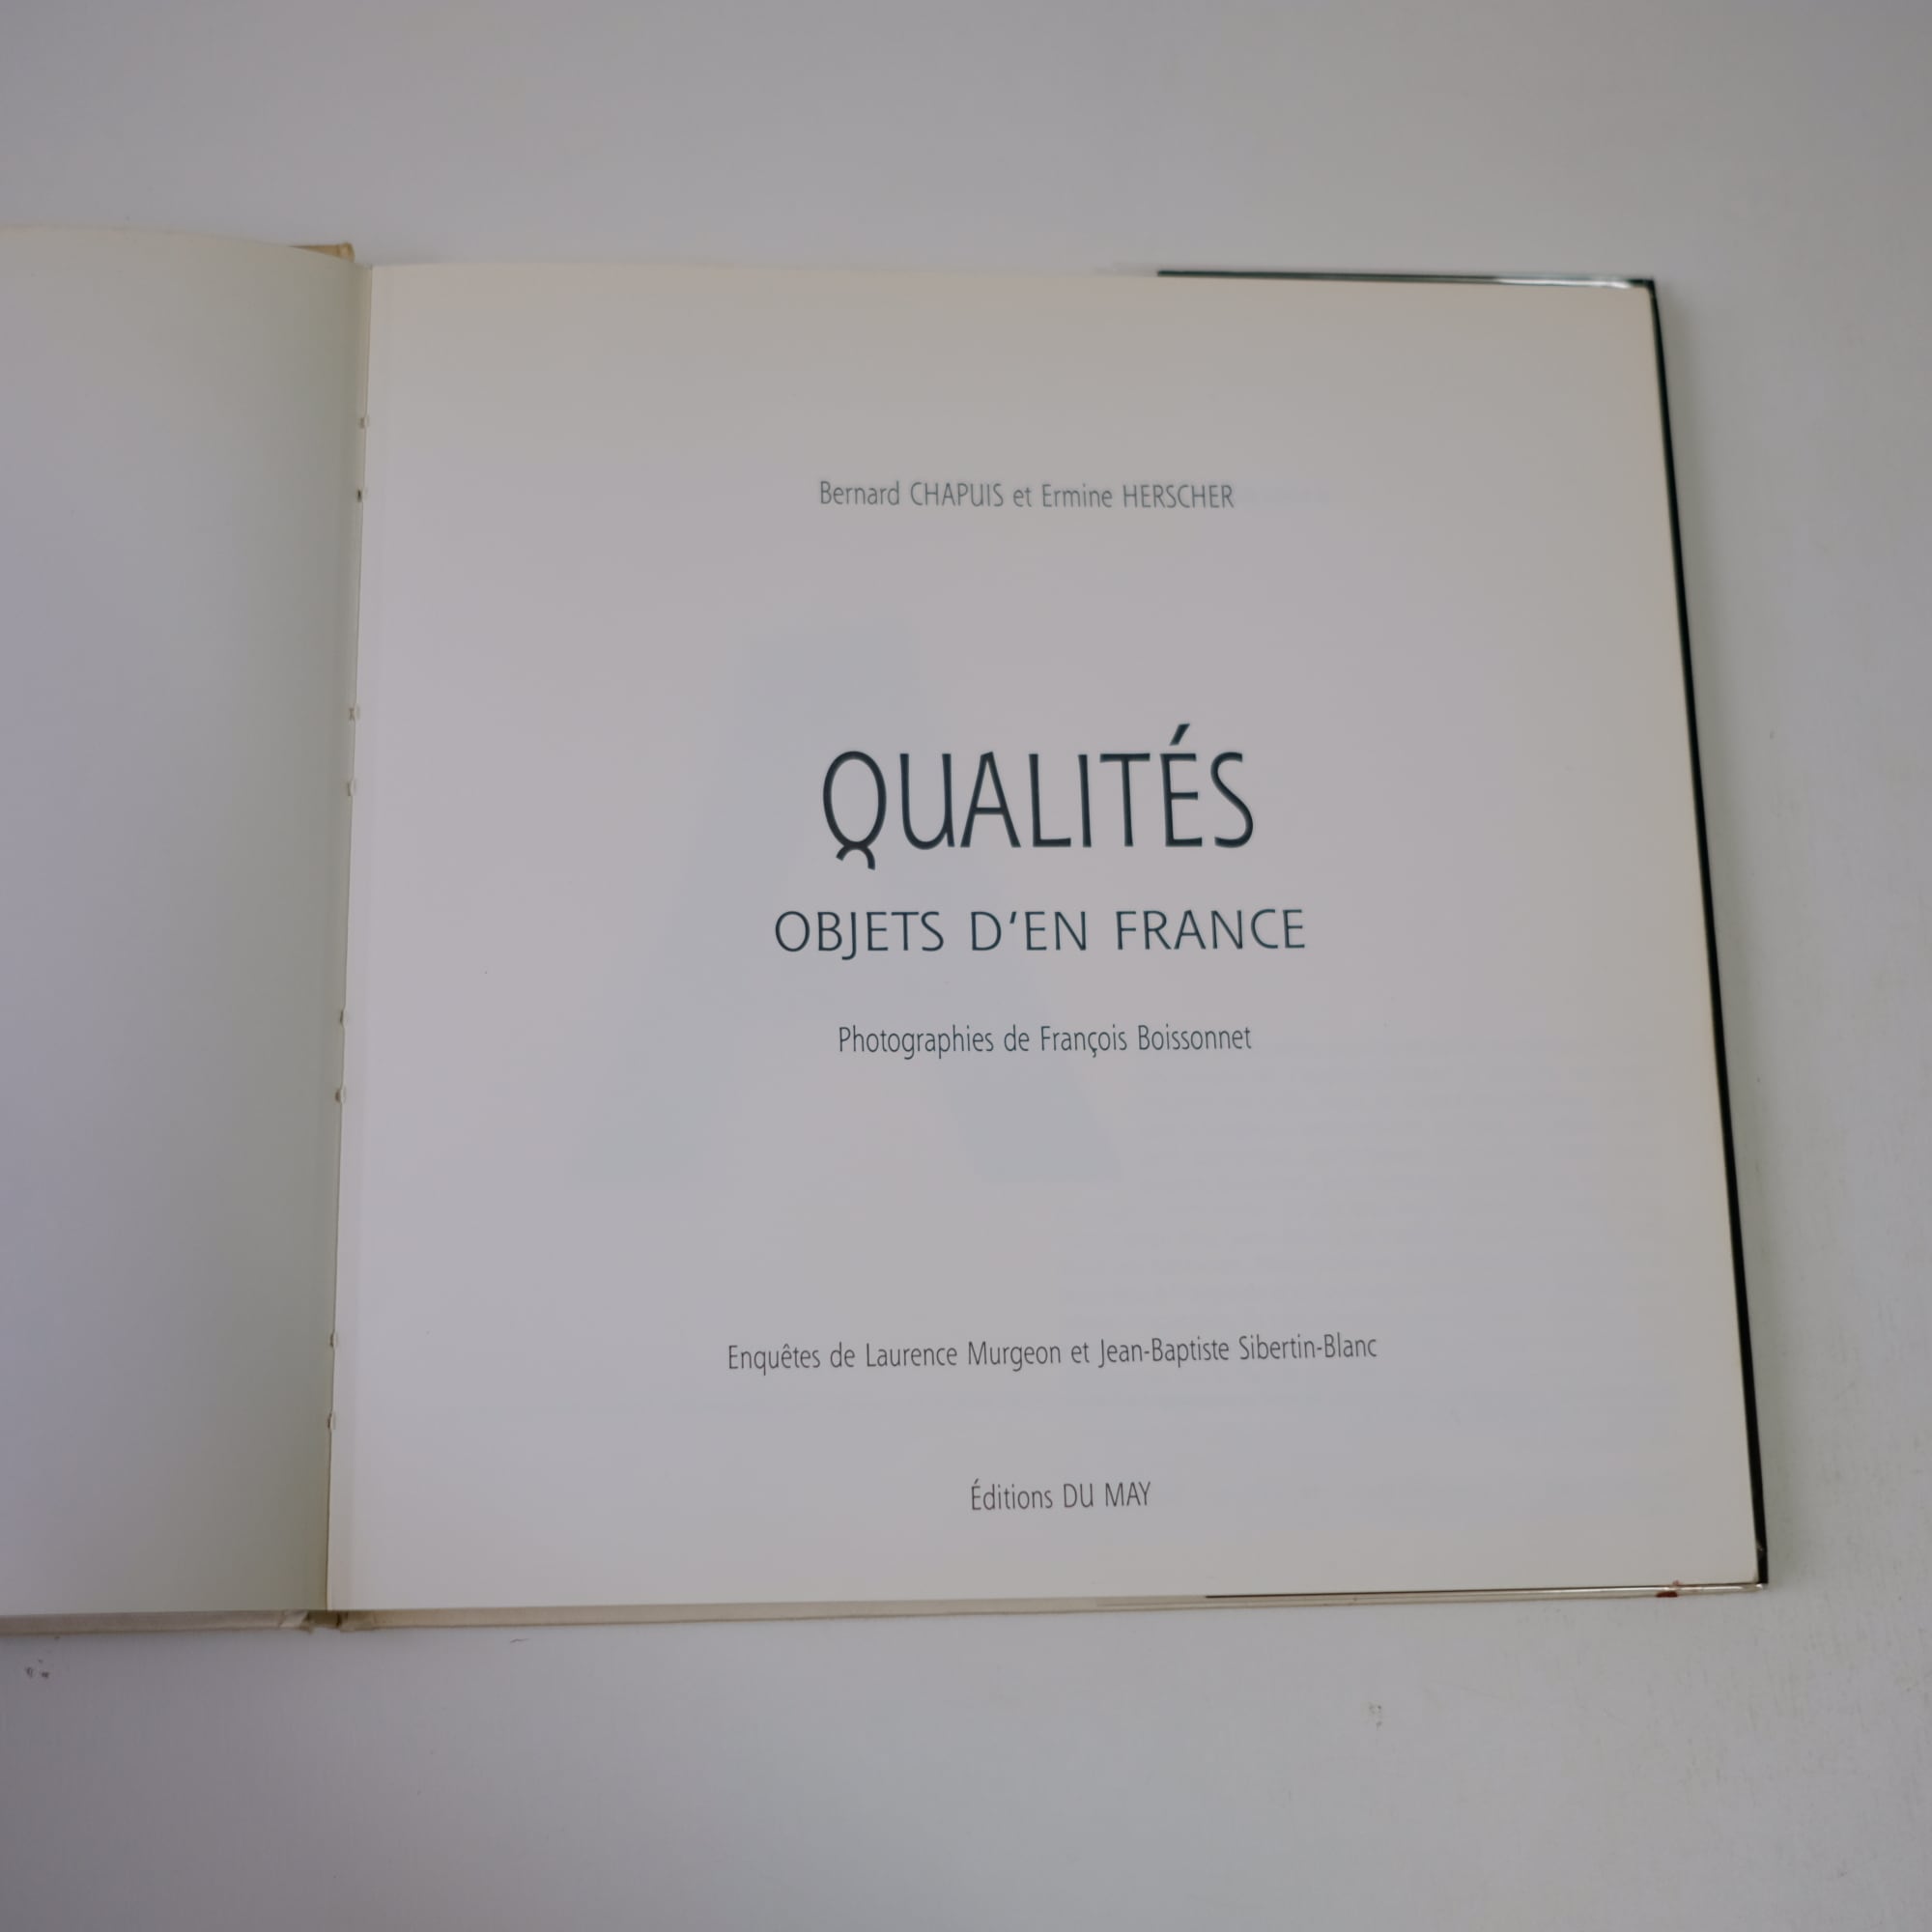 Bernard CHAPUIS et Ermine HERSCHER
QUALITÉS
OBJETS D'EN FRANCE
Photographies de François Boissonnet
Enquêtes de Laurence Murgeon et Jean-Baptiste Sibertin-Blanc
Éditions DU MAY